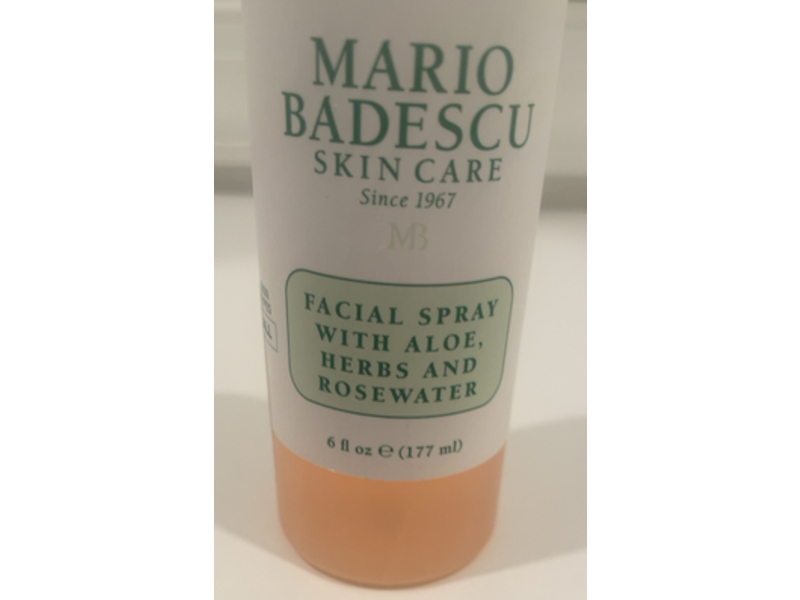 MARIO
BADESCU
SKIN CARE
Since 1967
MB
FACIAL SPRAY
WITH ALOE,
HERBS AND
ROSEWATER
6 fl oz ℮ (177 ml)